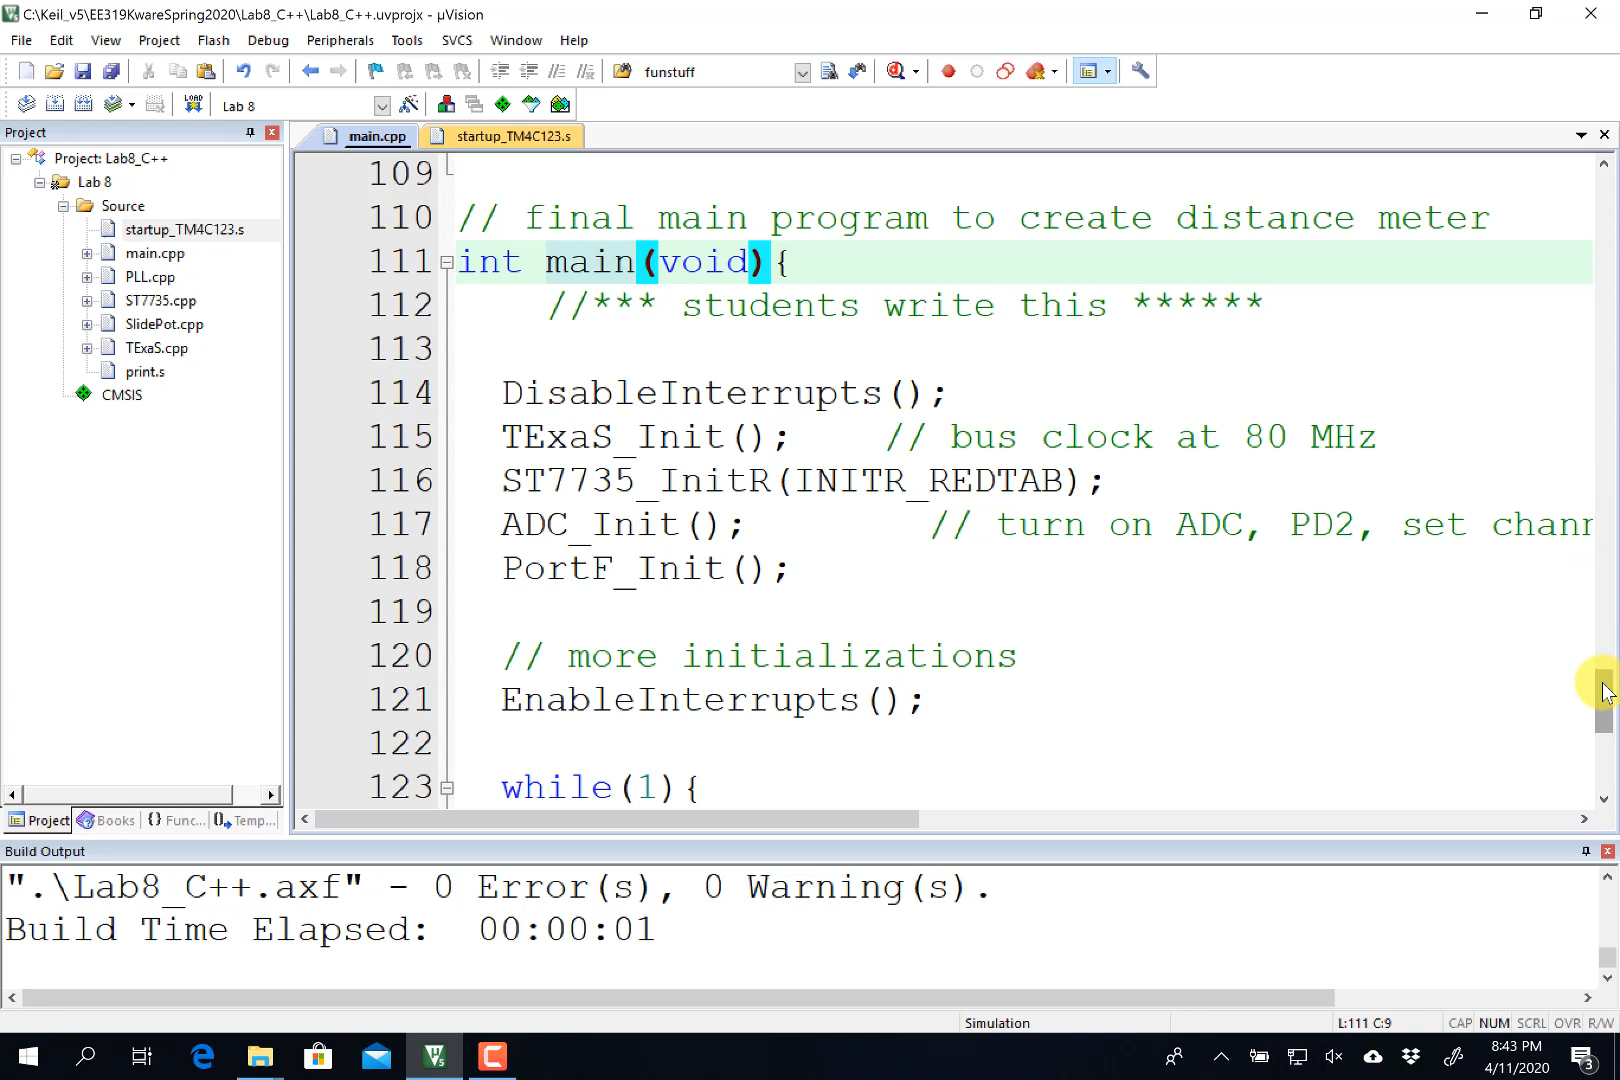 C:\Keil_v5\EE319KwareSpring2020\Lab8_C++\Lab8_C++.uvprojx - µVision
File Edit View Project Flash Debug Peripherals Tools SVCS Window Help
funstuff
LOAD
Lab 8
Project
main.cpp
startup_TM4C123.s
Project: Lab8_C++
Lab 8
Source
startup_TM4C123.s
main.cpp
PLL.cpp
ST7735.cpp
SlidePot.cpp
TExaS.cpp
print.s
CMSIS
109
110 // final main program to create distance meter
111 int main(void){
112 //*** students write this ******
113
114 DisableInterrupts();
115 TExaS_Init(); // bus clock at 80 MHz
116 ST7735_InitR(INITR_REDTAB);
117 ADC_Init(); // turn on ADC, PD2, set chann
118 PortF_Init();
119
120 // more initializations
121 EnableInterrupts();
122
123 while(1){
Project Books {} Func... 0 Temp...
Build Output
".\Lab8_C++.axf" - 0 Error(s), 0 Warning(s).
Build Time Elapsed: 00:00:01
Simulation L:111 C:9 CAP NUM SCRL OVR R/W
8:43 PM
4/11/2020
3